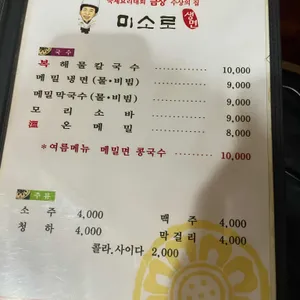 국제요리대회 금상 수상의 집
미소로 생면
국수
복 해물칼국수 ---------- 10,000
메밀냉면(물·비빔) ---------- 9,000
메밀막국수(물·비빔) ---------- 9,000
모리소바 ---------- 9,000
温 온메밀 ---------- 8,000
*여름메뉴 메밀면 콩국수 ---------- 10,000
주류
소주 4,000 맥주 4,000
청하 4,000 막걸리 4,000
콜라.사이다 2,000